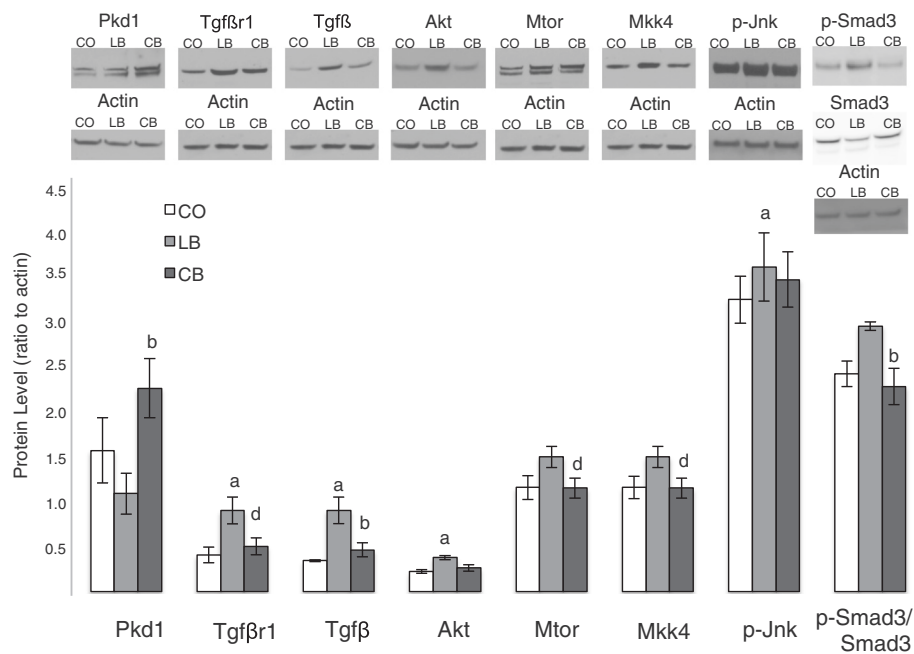 Pkd1 Tgfßr1 Tgfß Akt Mtor Mkk4 p-Jnk p-Smad3
CO LB CB CO LB CB CO LB CB CO LB CB CO LB CB CO LB CB CO LB CB CO LB CB
Actin Actin Actin Actin Actin Actin Actin Smad3
CO LB CB CO LB CB CO LB CB CO LB CB CO LB CB CO LB CB CO LB CB CO LB CB
Actin
CO LB CB
Protein Level (ratio to actin)
4.5
4.0
3.5
3.0
2.5
2.0
1.5
1.0
0.5
CO
LB
CB
b
a
d
a
b
a
d
d
a
b
Pkd1 Tgfβr1 Tgfβ Akt Mtor Mkk4 p-Jnk p-Smad3/
Smad3